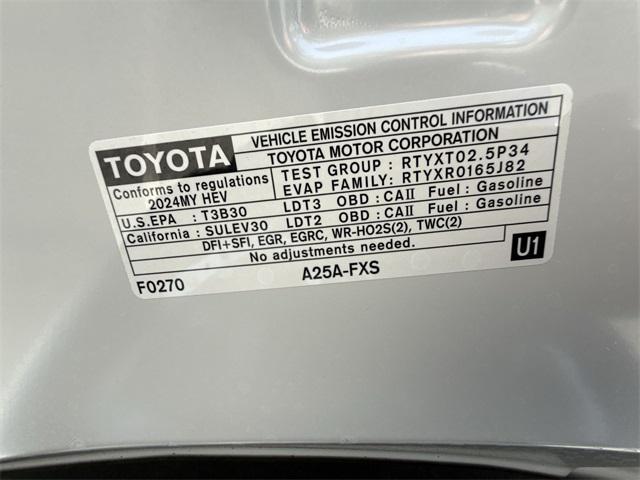 TOYOTA
VEHICLE EMISSION CONTROL INFORMATION
TOYOTA MOTOR CORPORATION
Conforms to regulations
2024MY HEV
TEST GROUP : RTYXT02.5P34
EVAP FAMILY: RTYXR0165J82
U.S.EPA : T3B30 LDT3 OBD : CAII Fuel : Gasoline
California : SULEV30 LDT2 OBD : CAII Fuel : Gasoline
DFI+SFI, EGR, EGRC, WR-HO2S(2), TWC(2)
No adjustments needed.
F0270 A25A-FXS U1